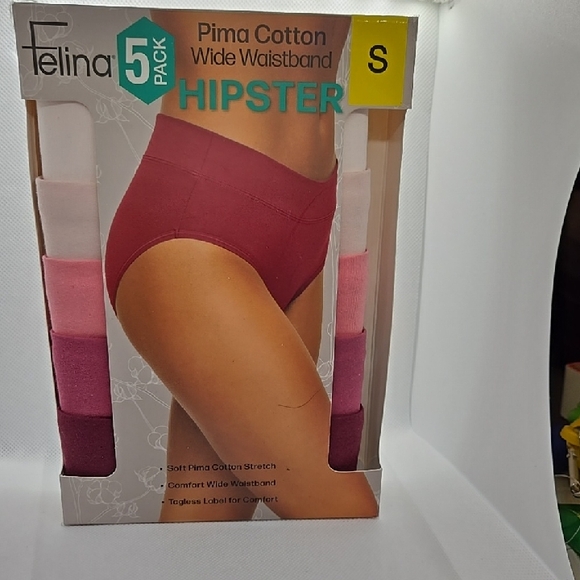 Felina
5 PACK
Pima Cotton
Wide Waistband
HIPSTER
S
• Soft Pima Cotton Stretch
• Comfort Wide Waistband
• Tagless Label for Comfort